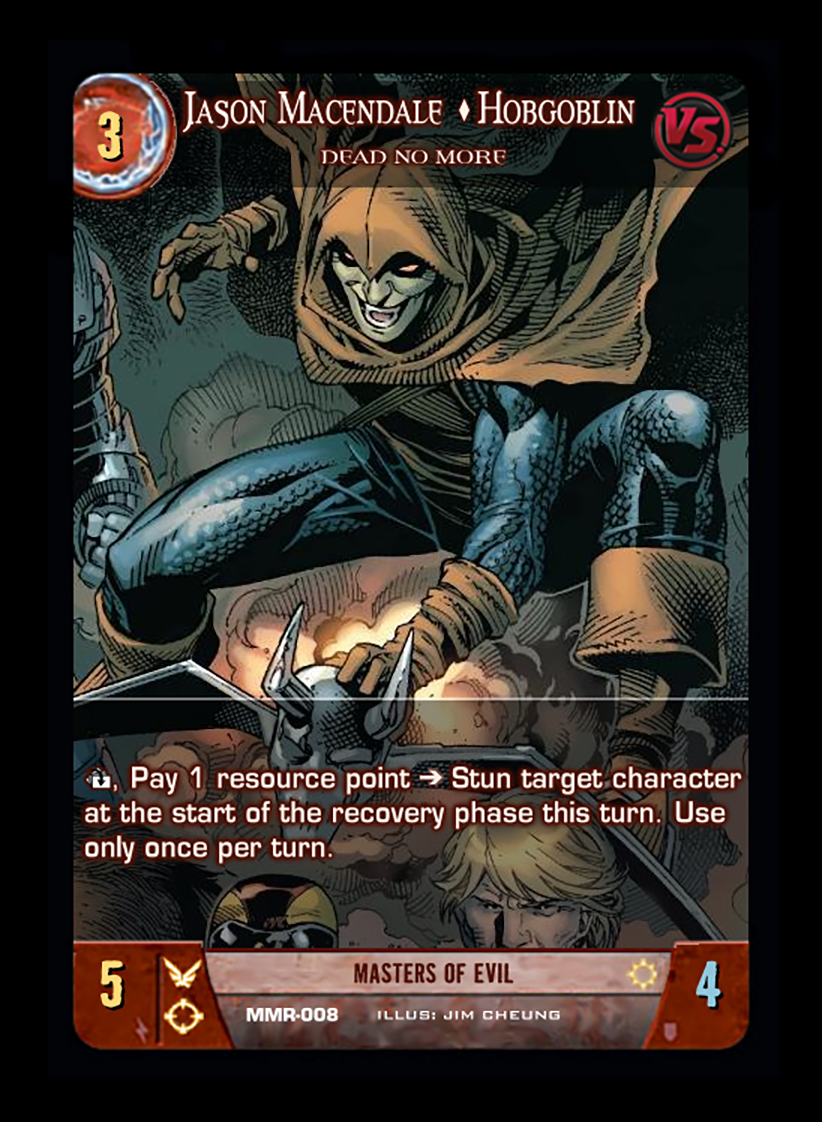 3
JASON MACENDALE ♦ HOBGOBLIN
VS.
DEAD NO MORE
, Pay 1 resource point → Stun target character
at the start of the recovery phase this turn. Use
only once per turn.
5
MASTERS OF EVIL
4
MMR-008 ILLUS: JIM CHEUNG